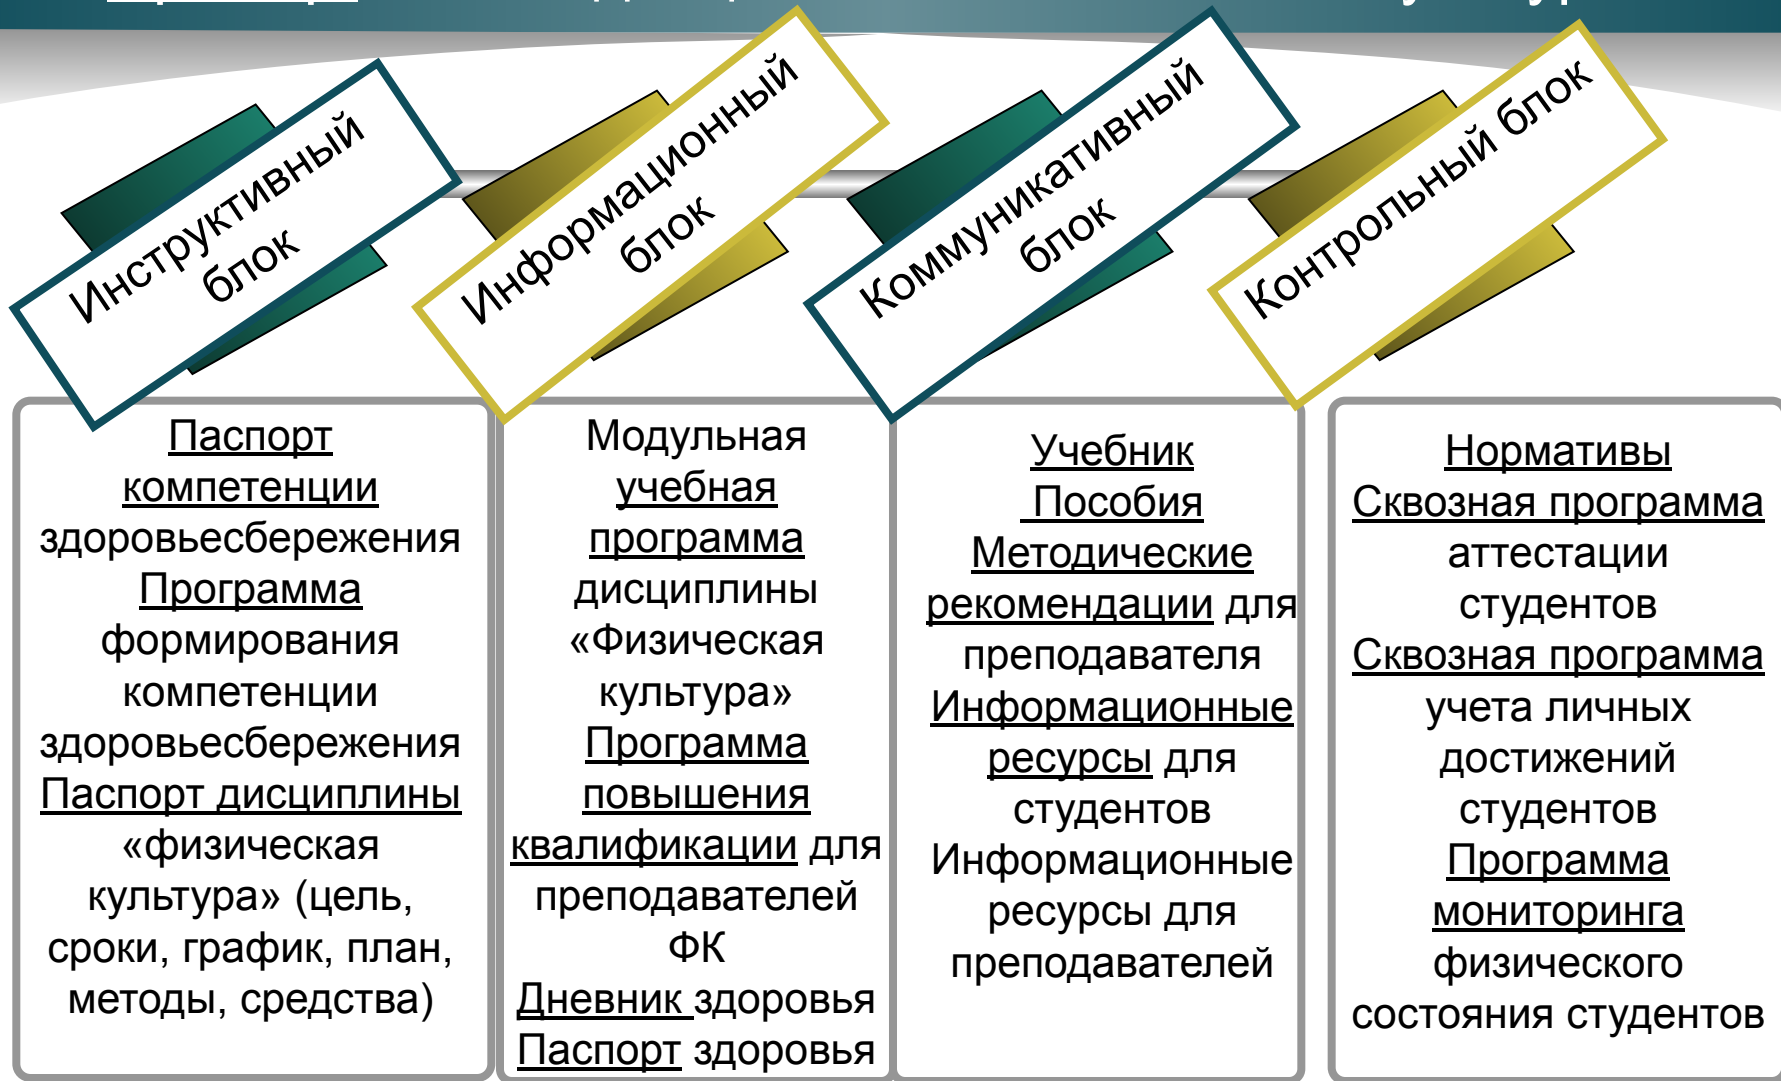 Инструктивный
блок
Информационный
блок
Коммуникативный
блок
Контрольный блок
Паспорт
компетенции
здоровьесбережения
Программа
формирования
компетенции
здоровьесбережения
Паспорт дисциплины
«физическая
культура» (цель,
сроки, график, план,
методы, средства)
Модульная
учебная
программа
дисциплины
«Физическая
культура»
Программа
повышения
квалификации для
преподавателей
ФК
Дневник здоровья
Паспорт здоровья
Учебник
Пособия
Методические
рекомендации для
преподавателя
Информационные
ресурсы для
студентов
Информационные
ресурсы для
преподавателей
Нормативы
Сквозная программа
аттестации
студентов
Сквозная программа
учета личных
достижений
студентов
Программа
мониторинга
физического
состояния студентов